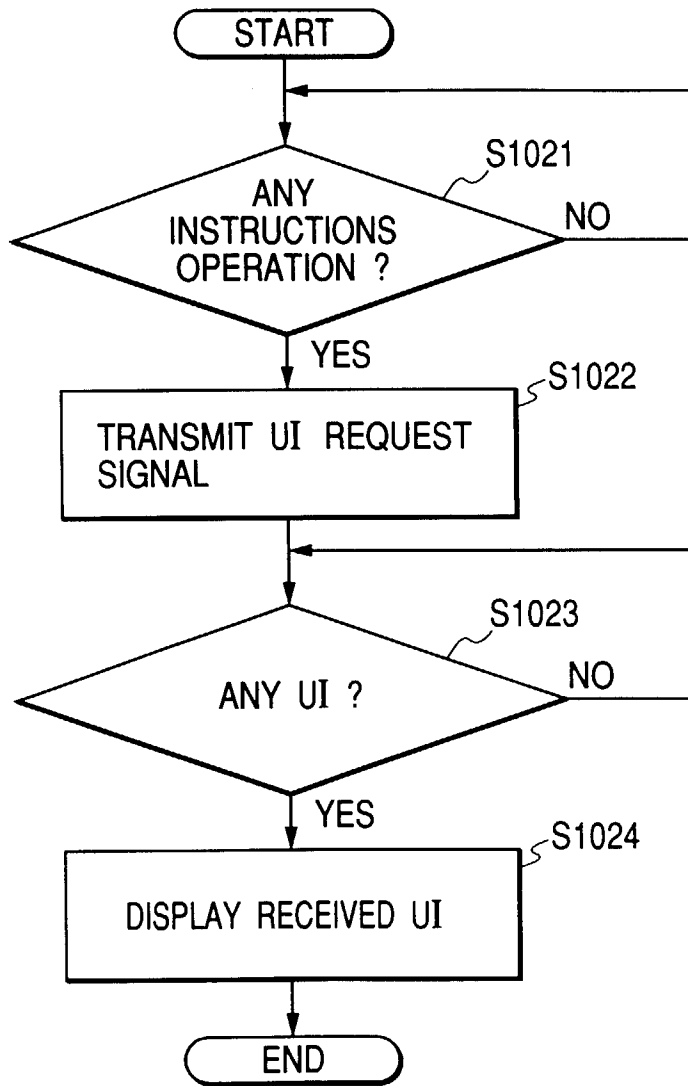 START
S1021
ANY
INSTRUCTIONS
OPERATION ?
NO
YES
S1022
TRANSMIT UI REQUEST
SIGNAL
S1023
ANY UI ?
NO
YES
S1024
DISPLAY RECEIVED UI
END